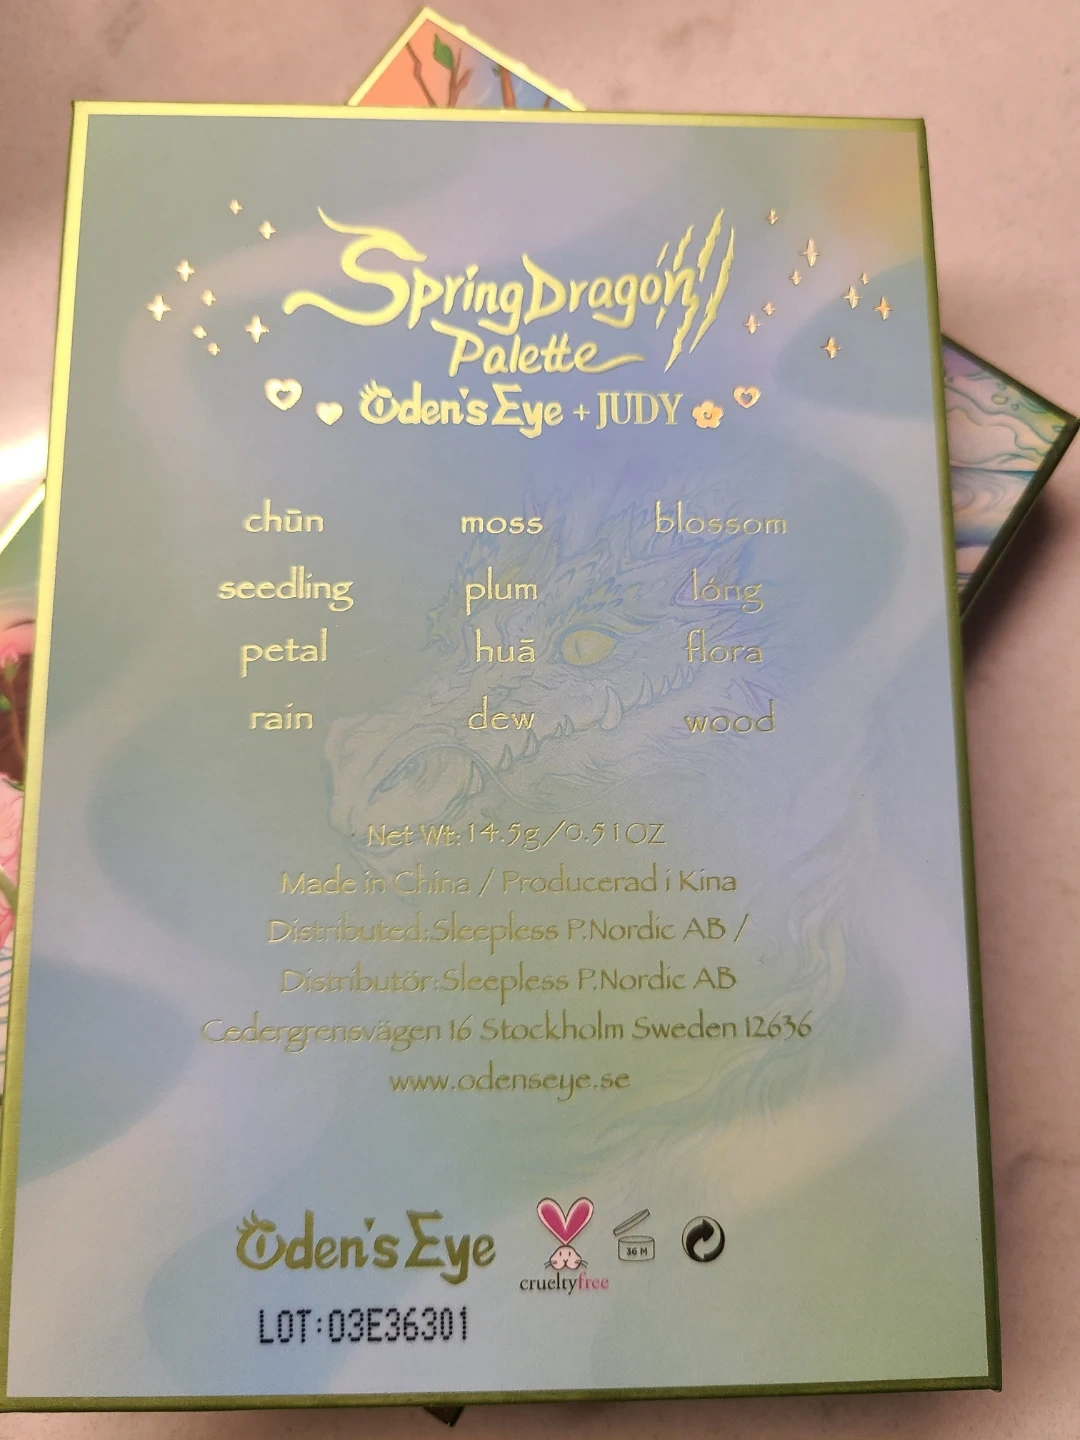 Spring Dragon
Palette
Oden's Eye + JUDY
chūn moss blossom
seedling plum lóng
petal huā flora
rain dew wood
Net Wt: 14.5g/0.51OZ
Made in China / Producerad i Kina
Distributed:Sleepless P.Nordic AB /
Distributör:Sleepless P.Nordic AB
Cedergrensvägen 16 Stockholm Sweden 12636
www.odenseye.se
Oden's Eye
crueltyfree
36 M
LOT:03E36301